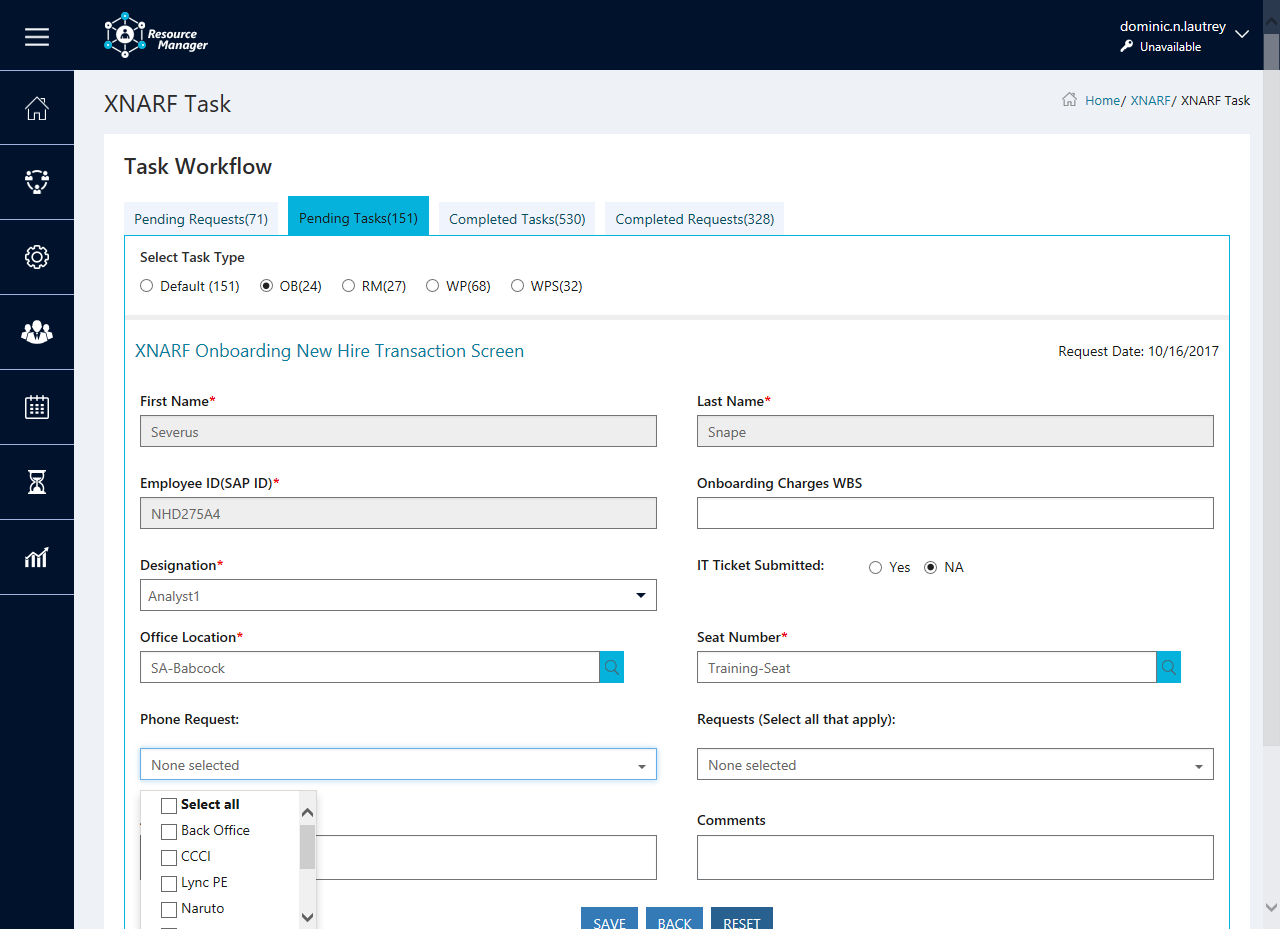 Resource
Manager
dominic.n.lautrey
Unavailable
XNARF Task
Home/ XNARF/ XNARF Task
Task Workflow
Pending Requests(71) Pending Tasks(151) Completed Tasks(530) Completed Requests(328)
Select Task Type
Default (151) OB(24) RM(27) WP(68) WPS(32)
XNARF Onboarding New Hire Transaction Screen
Request Date: 10/16/2017
First Name* Last Name*
Severus Snape
Employee ID(SAP ID)* Onboarding Charges WBS
NHD275A4
Designation* IT Ticket Submitted: Yes NA
Analyst1
Office Location* Seat Number*
SA-Babcock Training-Seat
Phone Request: Requests (Select all that apply):
None selected None selected
Select all
Comments
Back Office
CCCI
Lync PE
Naruto
SAVE BACK RESET